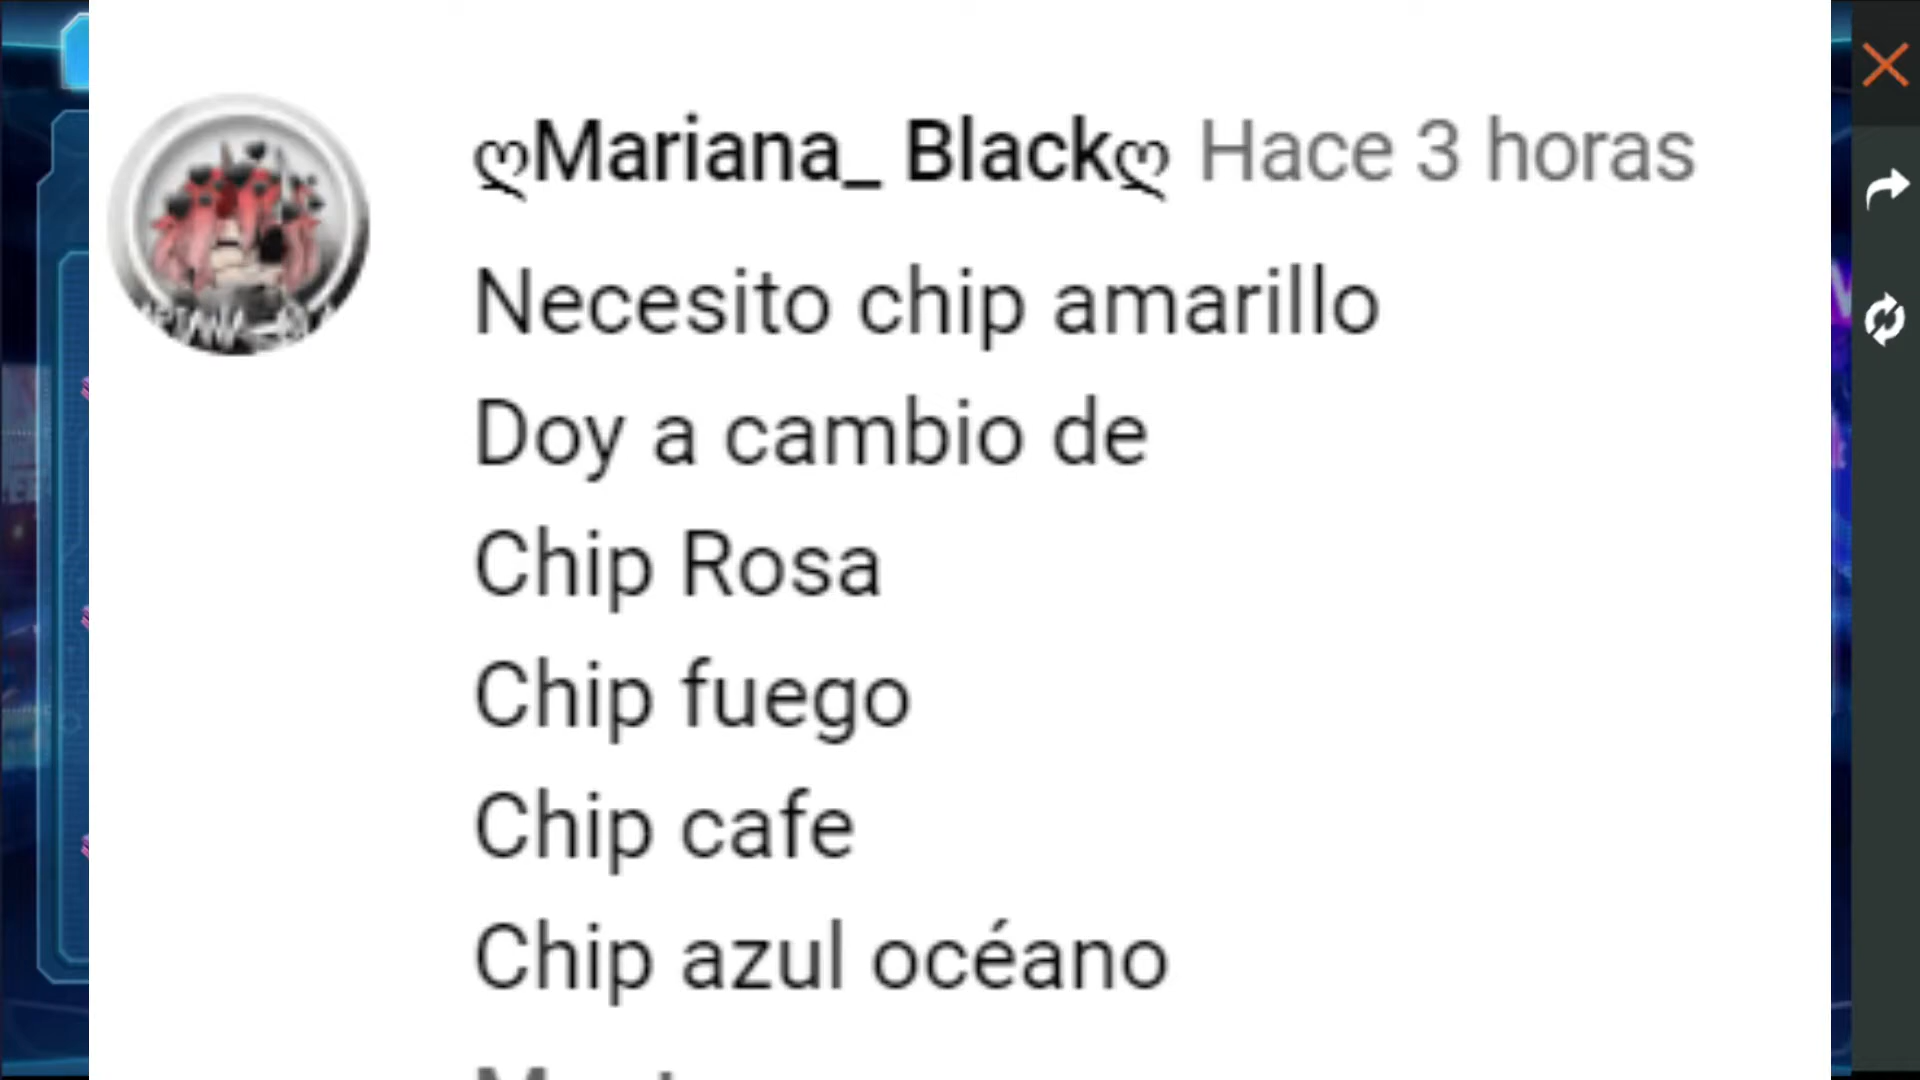 ღMariana_ Blackღ Hace 3 horas
Necesito chip amarillo
Doy a cambio de
Chip Rosa
Chip fuego
Chip cafe
Chip azul océano